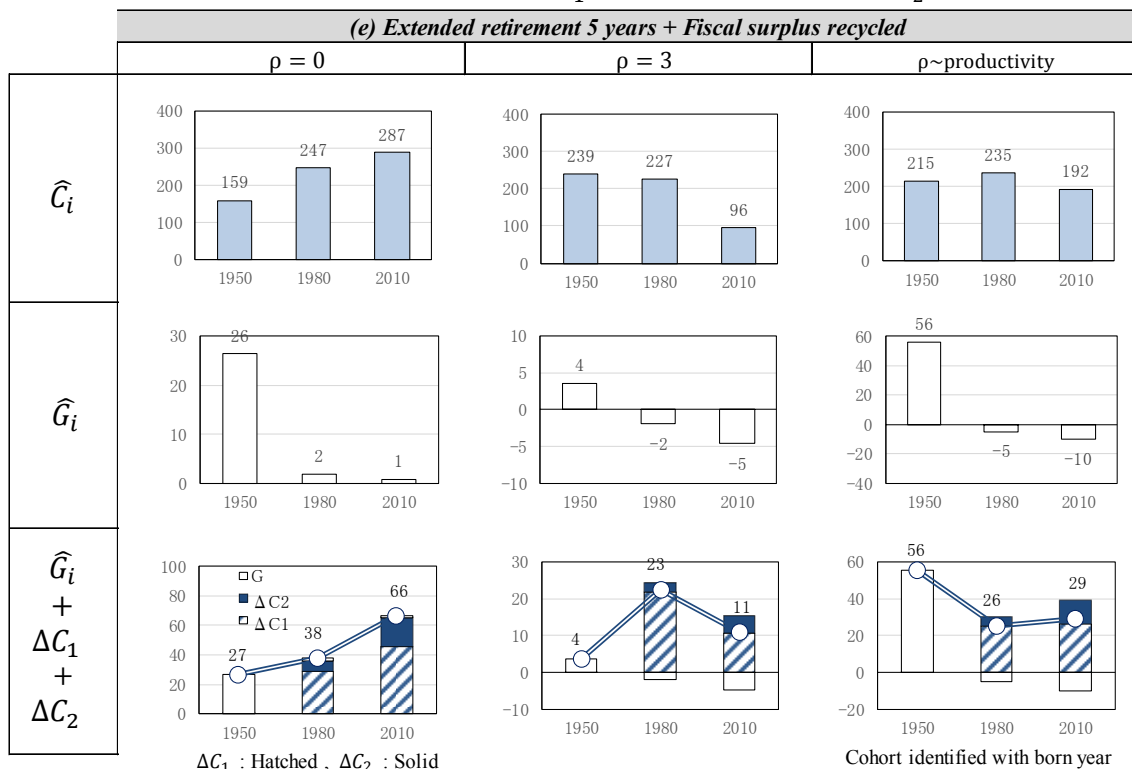 1 2
(e) Extended retirement 5 years + Fiscal surplus recycled
ρ = 0 ρ = 3 ρ~productivity
Ĉᵢ
400
300
200
100
0
159 247 287
1950 1980 2010
400
300
200
100
0
239 227 96
1950 1980 2010
400
300
200
100
0
215 235 192
1950 1980 2010
Ĝᵢ
30
20
10
0
26 2 1
1950 1980 2010
10
5
0
−5
−10
4 −2 −5
1950 1980 2010
60
40
20
0
−20
−40
56 −5 −10
1950 1980 2010
Ĝᵢ
+
ΔC₁
+
ΔC₂
100
80
60
40
20
0
G
ΔC2
ΔC1
27 38 66
1950 1980 2010
30
20
10
0
−10
4 23 11
1950 1980 2010
60
40
20
0
−20
56 26 29
1950 1980 2010
ΔC₁ : Hatched , ΔC₂ : Solid
Cohort identified with born year